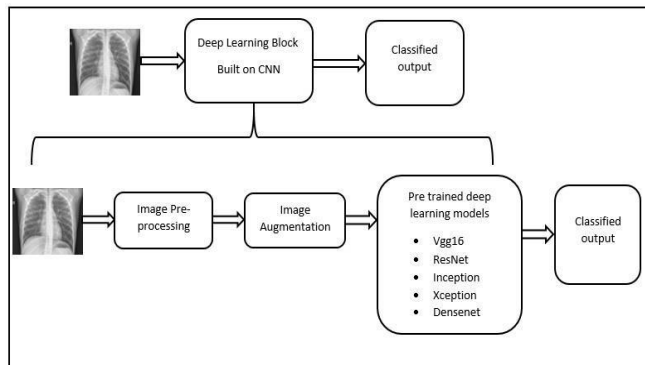 Deep Learning Block
Built on CNN
Classified
output
Image Pre-
processing
Image
Augmentation
Pre trained deep
learning models
• Vgg16
• ResNet
• Inception
• Xception
• Densenet
Classified
output